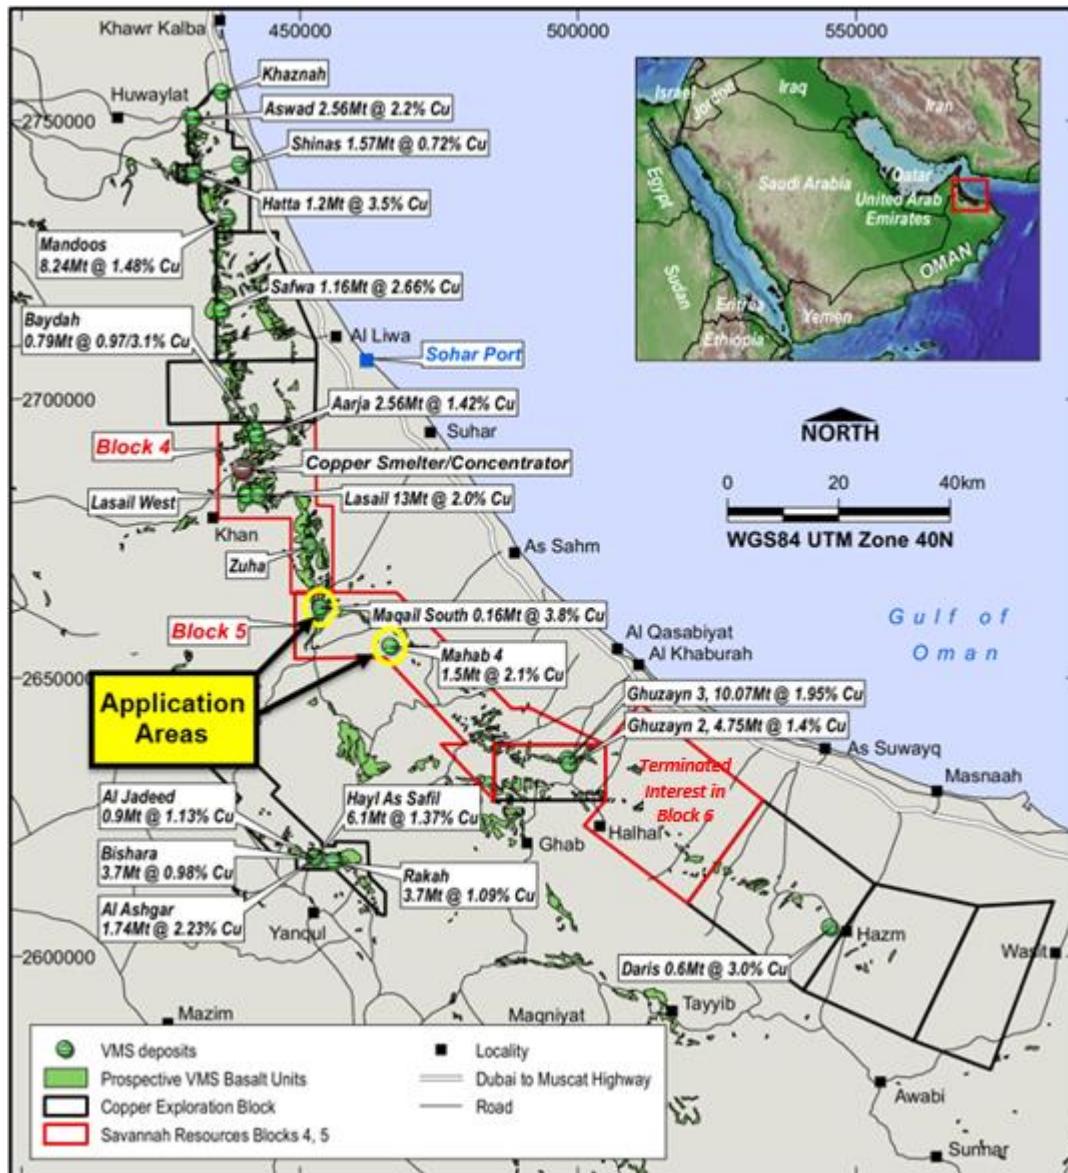 450000
500000
550000
Khawr Kalba
Khaznah
Huwaylat
Aswad 2.56Mt @ 2.2% Cu
2750000
Shinas 1.57Mt @ 0.72% Cu
Hatta 1.2Mt @ 3.5% Cu
Mandoos
8.24Mt @ 1.48% Cu
Safwa 1.16Mt @ 2.66% Cu
Baydah
0.79Mt @ 0.97/3.1% Cu
Al Liwa
Sohar Port
2700000
Aarja 2.56Mt @ 1.42% Cu
Suhar
Block 4
Copper Smelter/Concentrator
Lasail West
Lasail 13Mt @ 2.0% Cu
Khan
Zuha
As Sahm
Maqail South 0.16Mt @ 3.8% Cu
Block 5
Mahab 4
1.5Mt @ 2.1% Cu
Al Qasabiyat
Al Khaburah
2650000
Application
Areas
Ghuzayn 3, 10.07Mt @ 1.95% Cu
Ghuzayn 2, 4.75Mt @ 1.4% Cu
As Suwayq
Masnaah
Terminated
Interest in
Block 6
Al Jadeed
0.9Mt @ 1.13% Cu
Hayl As Safil
6.1Mt @ 1.37% Cu
Halhal
Ghab
Bishara
3.7Mt @ 0.98% Cu
Rakah
3.7Mt @ 1.09% Cu
Al Ashgar
1.74Mt @ 2.23% Cu
Yanqul
Hazm
Wasit
2600000
Daris 0.6Mt @ 3.0% Cu
Tayyib
Mazim
Maqniyat
Awabi
Sunnar
Gulf of
Oman
Israel
Jordon
Iraq
Iran
Egypt
Saudi Arabia
Qatar
United Arab
Emirates
OMAN
Sudan
Eritria
Yemen
Ethiopia
NORTH
0
20
40km
WGS84 UTM Zone 40N
VMS deposits
Prospective VMS Basalt Units
Copper Exploration Block
Savannah Resources Blocks 4, 5
Locality
Dubai to Muscat Highway
Road